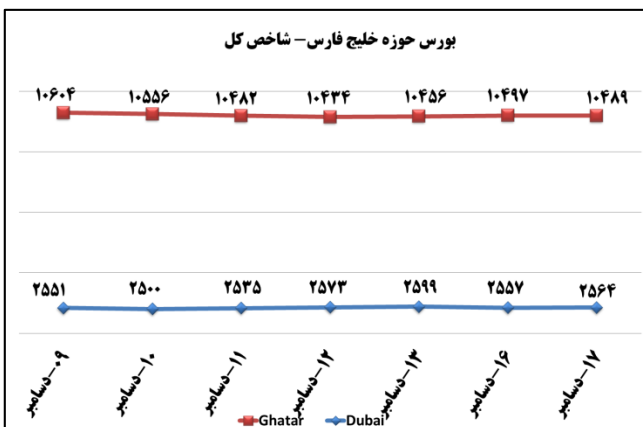 بورس حوزه خلیج فارس- شاخص کل
۱۰۶۰۴ ۱۰۵۵۶ ۱۰۴۸۲ ۱۰۴۳۴ ۱۰۴۵۶ ۱۰۴۹۷ ۱۰۴۸۹
۲۵۵۱ ۲۵۰۰ ۲۵۳۵ ۲۵۷۳ ۲۵۹۹ ۲۵۵۷ ۲۵۶۴
۰۹-دسامبر ۱۰-دسامبر ۱۱-دسامبر ۱۲-دسامبر ۱۳-دسامبر ۱۶-دسامبر ۱۷-دسامبر
Ghatar Dubai